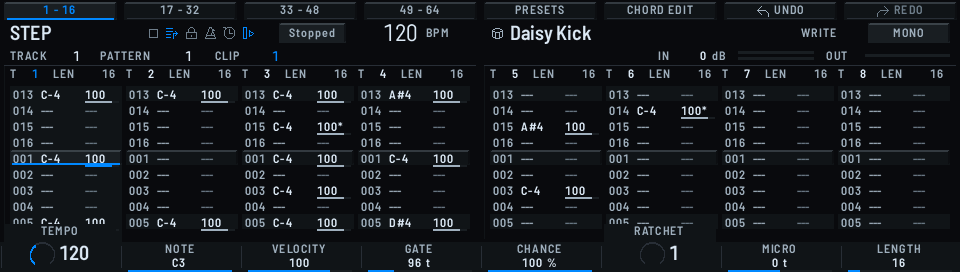 1 - 16 17 - 32 33 - 48 49 - 64 PRESETS CHORD EDIT UNDO REDO
STEP Stopped 120 BPM Daisy Kick WRITE MONO
TRACK 1 PATTERN 1 CLIP 1 IN 0 dB OUT
T 1 LEN 16 T 2 LEN 16 T 3 LEN 16 T 4 LEN 16 T 5 LEN 16 T 6 LEN 16 T 7 LEN 16 T 8 LEN 16
013 C-4 100 013 C-4 100 013 C-4 100 013 A#4 100 013 --- --- 013 --- --- 013 --- --- 013 --- ---
014 --- --- 014 --- --- 014 --- --- 014 --- --- 014 --- --- 014 C-4 100* 014 --- --- 014 --- ---
015 --- --- 015 --- --- 015 C-4 100* 015 --- --- 015 A#4 100 015 --- --- 015 --- --- 015 --- ---
016 --- --- 016 --- --- 016 --- --- 016 --- --- 016 --- --- 016 --- --- 016 --- --- 016 --- ---
001 C-4 100 001 --- --- 001 C-4 100 001 C-4 100 001 --- --- 001 --- --- 001 --- --- 001 --- ---
002 --- --- 002 --- --- 002 --- --- 002 --- --- 002 --- --- 002 --- --- 002 --- --- 002 --- ---
003 --- --- 003 --- --- 003 C-4 100 003 --- --- 003 C-4 100 003 --- --- 003 --- --- 003 --- ---
004 --- --- 004 --- --- 004 --- --- 004 --- --- 004 --- --- 004 --- --- 004 --- --- 004 --- ---
005 C-4 100 005 C-4 100 005 C-4 100 005 D#4 100 005 --- --- 005 --- --- 005 --- --- 005 --- ---
TEMPO NOTE VELOCITY GATE CHANCE RATCHET MICRO LENGTH
120 C3 100 96 t 100 % 1 0 t 16